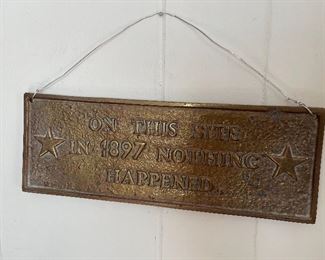 ON THIS SITE
IN 1897 NOTHING
HAPPENED.